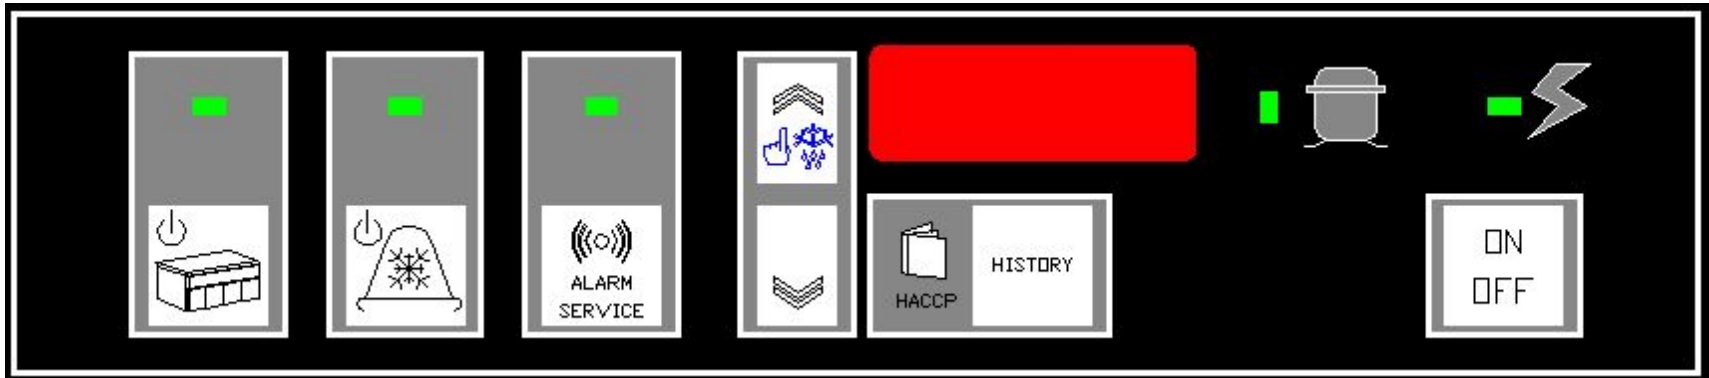 ALARM
SERVICE
HACCP
HISTORY
ON
OFF